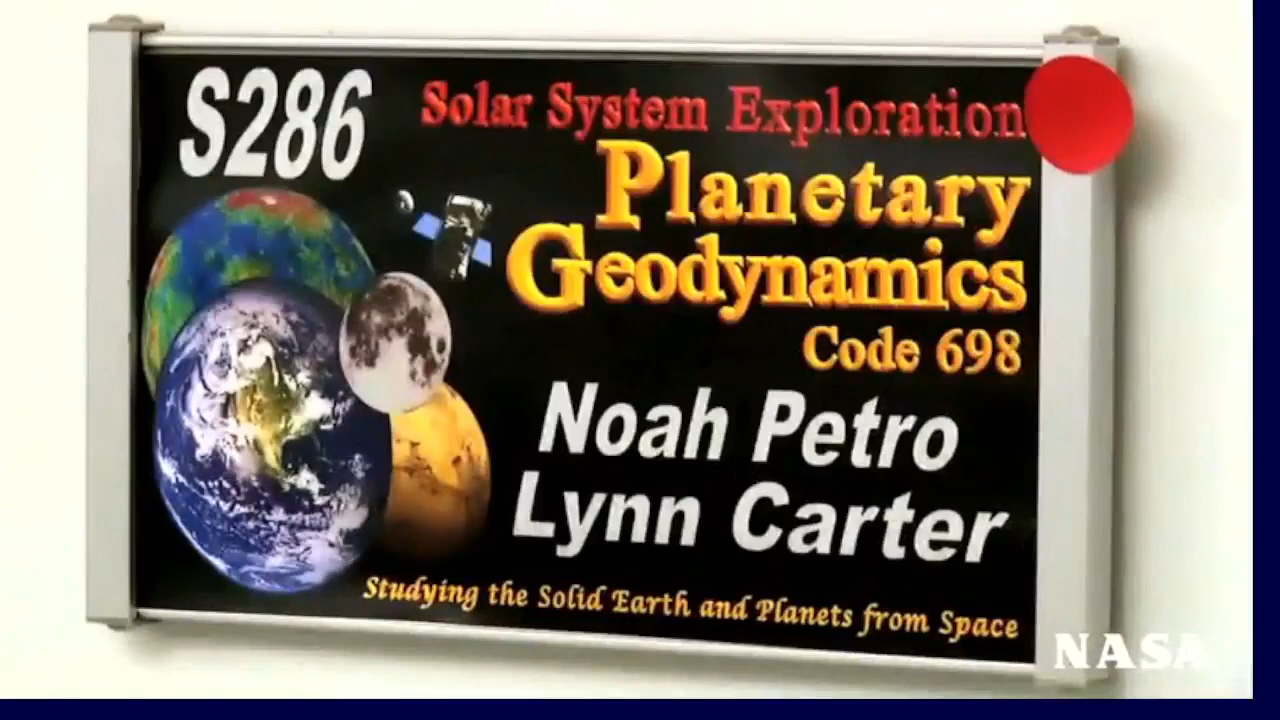 S286
Solar System Exploration
Planetary
Geodynamics
Code 698
Noah Petro
Lynn Carter
Studying the Solid Earth and Planets from Space
NASA